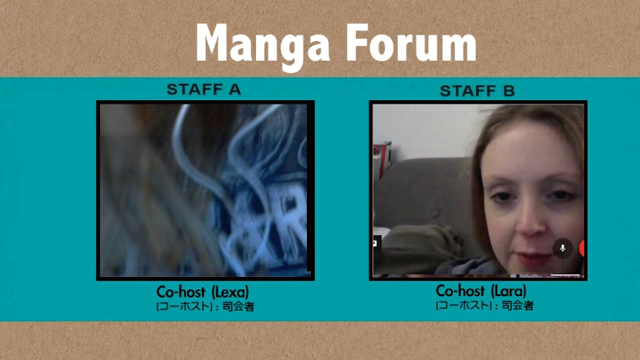 Manga Forum
STAFF A
STAFF B
Co-host (Lexa)
[コーホスト] : 司会者
Co-host (Lara)
[コーホスト] : 司会者